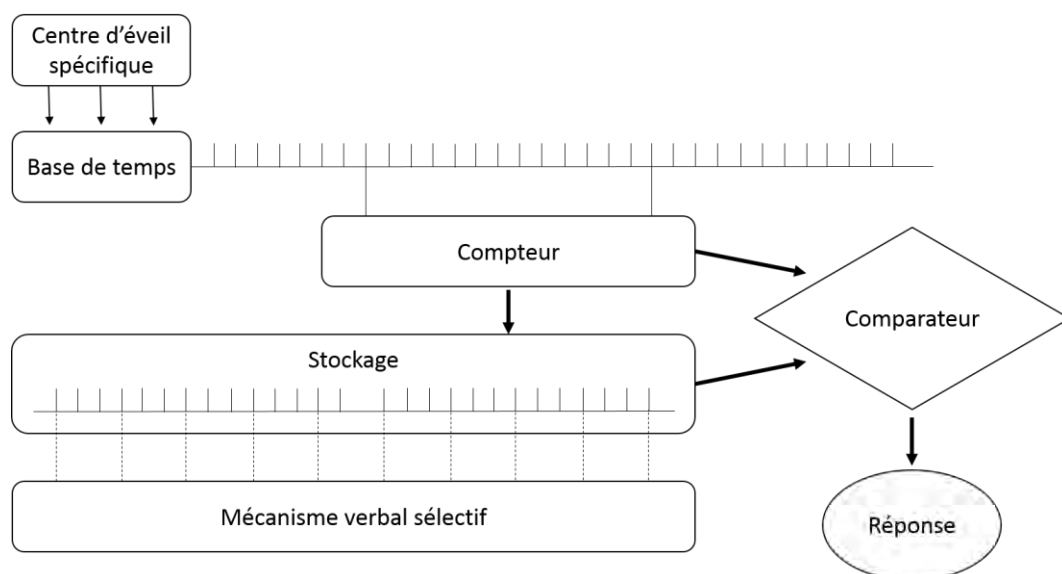 Centre d'éveil
spécifique
Base de temps
Compteur
Comparateur
Stockage
Mécanisme verbal sélectif
Réponse